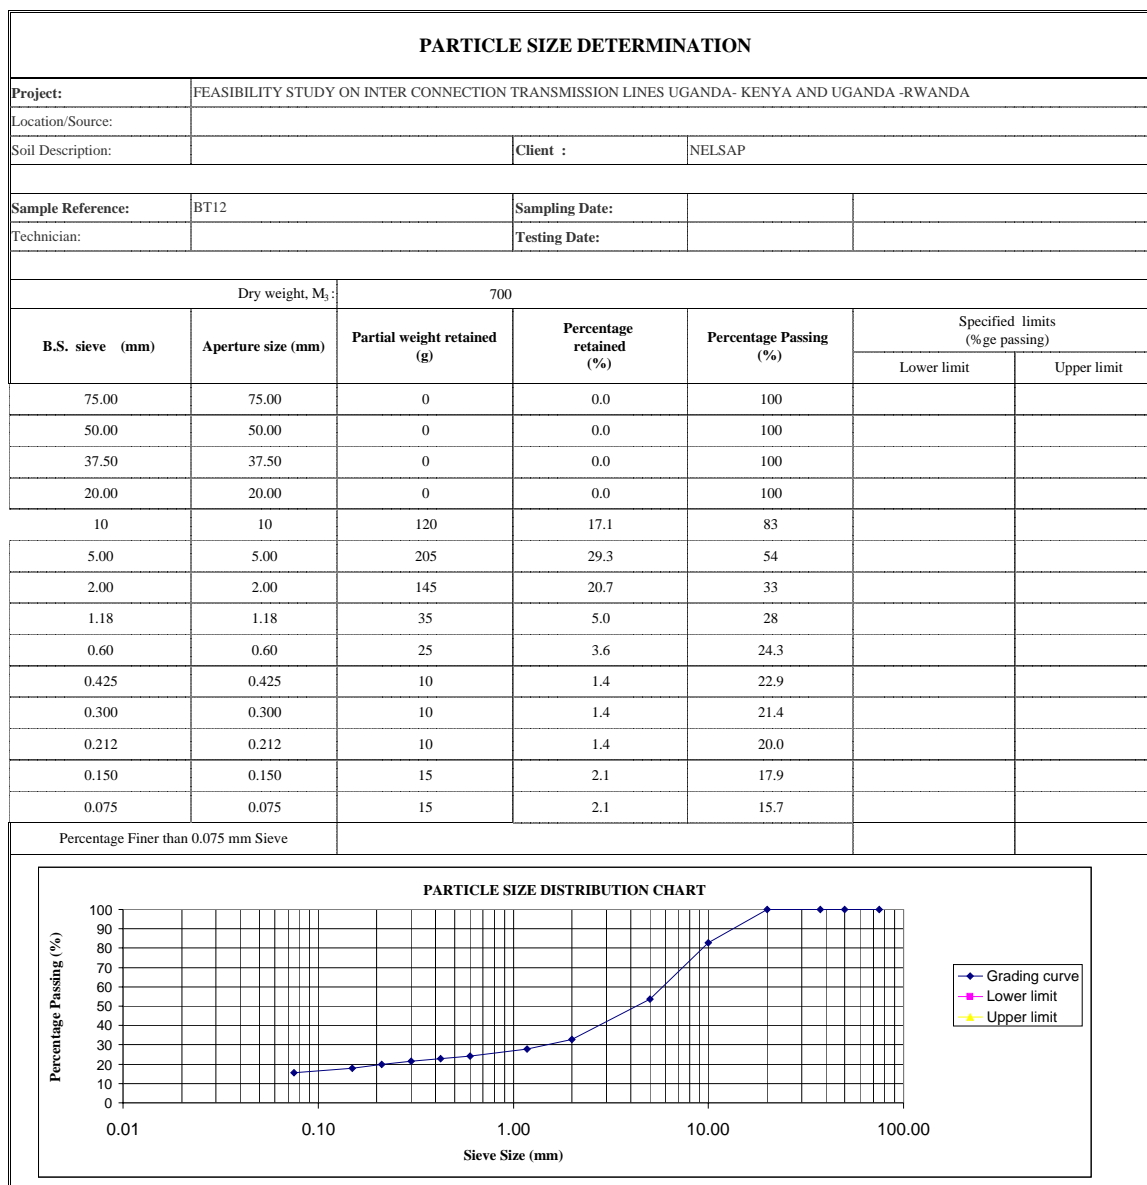 PARTICLE SIZE DETERMINATION
Project: FEASIBILITY STUDY ON INTER CONNECTION TRANSMISSION LINES UGANDA- KENYA AND UGANDA -RWANDA
Location/Source:
Soil Description: Client : NELSAP
Sample Reference: BT12 Sampling Date:
Technician: Testing Date:
Dry weight, M3 : 700
B.S. sieve (mm) Aperture size (mm) Partial weight retained (g) Percentage retained (%) Percentage Passing (%) Specified limits (%ge passing)
Lower limit Upper limit
75.00 75.00 0 0.0 100
50.00 50.00 0 0.0 100
37.50 37.50 0 0.0 100
20.00 20.00 0 0.0 100
10 10 120 17.1 83
5.00 5.00 205 29.3 54
2.00 2.00 145 20.7 33
1.18 1.18 35 5.0 28
0.60 0.60 25 3.6 24.3
0.425 0.425 10 1.4 22.9
0.300 0.300 10 1.4 21.4
0.212 0.212 10 1.4 20.0
0.150 0.150 15 2.1 17.9
0.075 0.075 15 2.1 15.7
Percentage Finer than 0.075 mm Sieve
PARTICLE SIZE DISTRIBUTION CHART
Percentage Passing (%)
100
90
80
70
60
50
40
30
20
10
0
0.01 0.10 1.00 10.00 100.00
Sieve Size (mm)
Grading curve
Lower limit
Upper limit